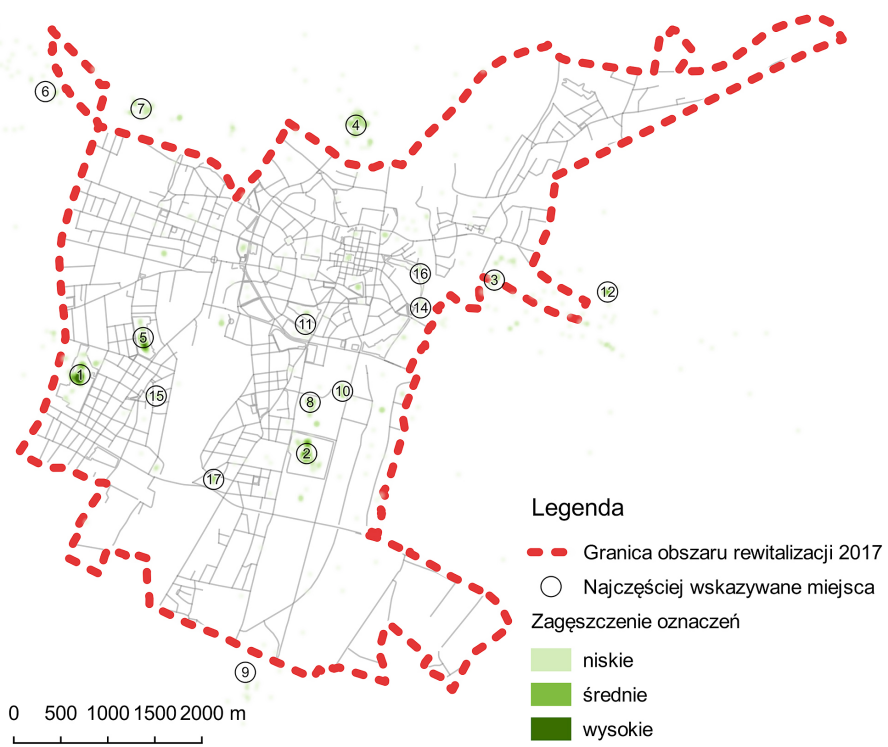 6
7
4
16
3
12
14
11
5
1
10
15
8
2
17
9
Legenda
Granica obszaru rewitalizacji 2017
Najczęściej wskazywane miejsca
Zagęszczenie oznaczeń
niskie
średnie
wysokie
0 500 1000 1500 2000 m